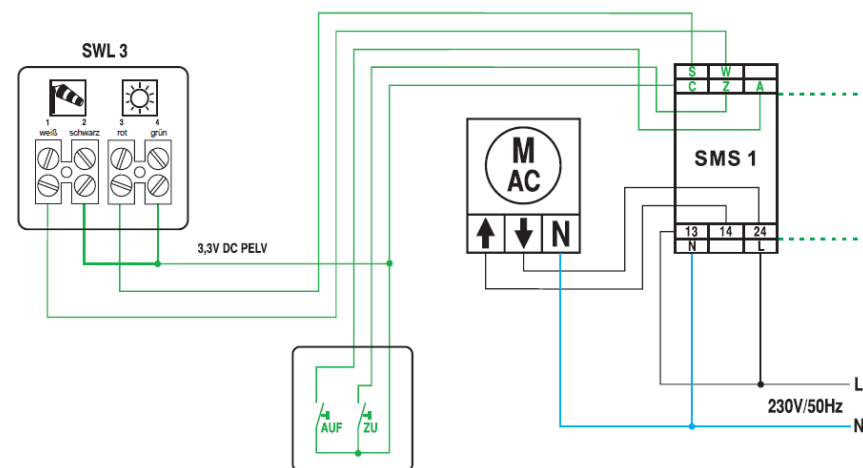 SWL 3
1 2 3 4
weiß schwarz rot grün
3,3V DC PELV
M
AC
N
S W
C Z A
SMS 1
13 14 24
N L
AUF ZU
L
230V/50Hz
N